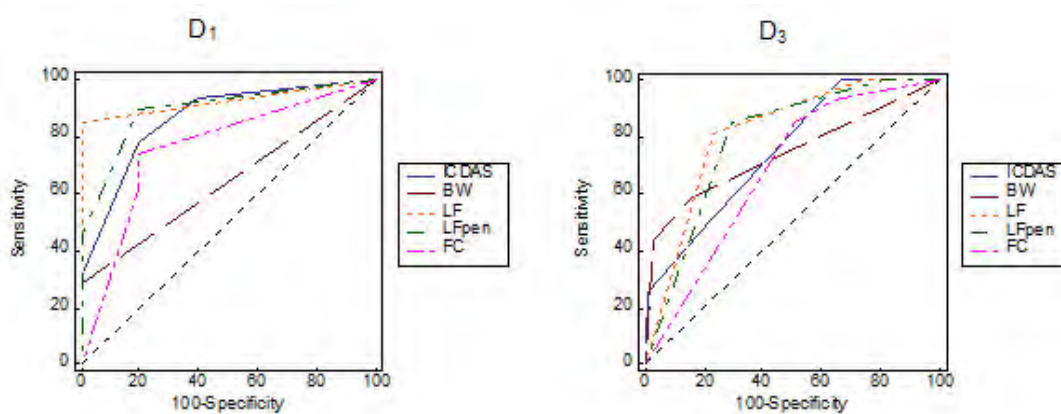 D₁
Sensitivity
100
80
60
40
20
0
0 20 40 60 80 100
100-Specificity
ICDAS
BW
LF
LFpen
FC
D₃
Sensitivity
100
80
60
40
20
0
0 20 40 60 80 100
100-Specificity
ICDAS
BW
LF
LFpen
FC